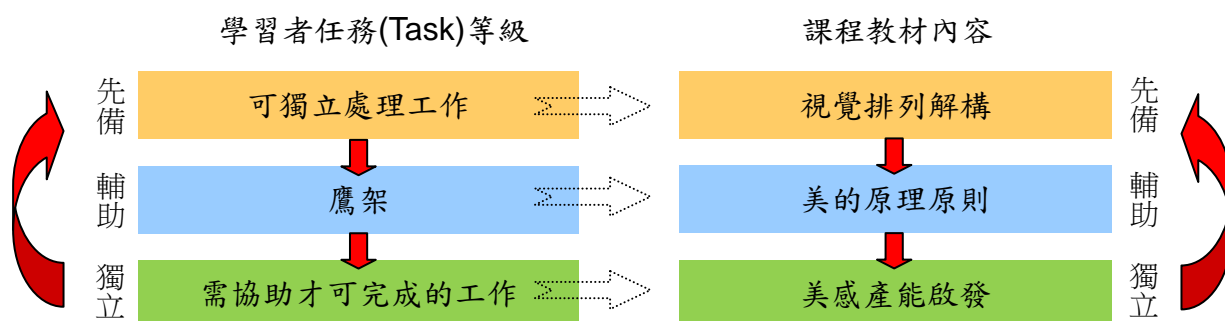 學習者任務(Task)等級
課程教材內容
先備
可獨立處理工作
視覺排列解構
先備
輔助
鷹架
美的原理原則
輔助
獨立
需協助才可完成的工作
美感產能啟發
獨立